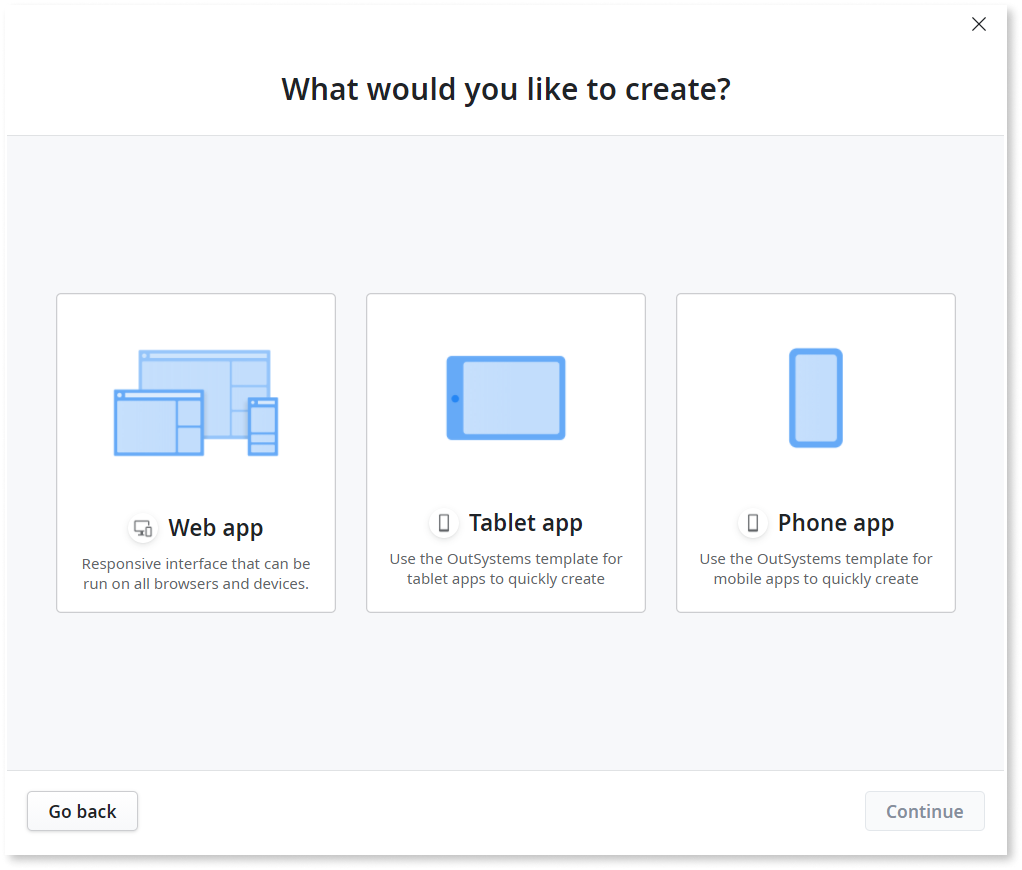 What would you like to create?
Web app
Responsive interface that can be
run on all browsers and devices.
Tablet app
Use the OutSystems template for
tablet apps to quickly create
Phone app
Use the OutSystems template for
mobile apps to quickly create
Go back
Continue